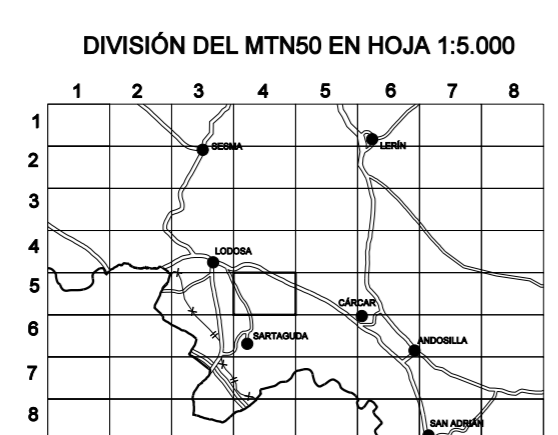 DIVISIÓN DEL MTN50 EN HOJA 1:5.000
1 2 3 4 5 6 7 8
1
LERÍN
SESMA
2
3
4
LODOSA
5
CÁRCAR
6
SARTAGUDA
ANDOSILLA
7
8
SAN ADRIÁN